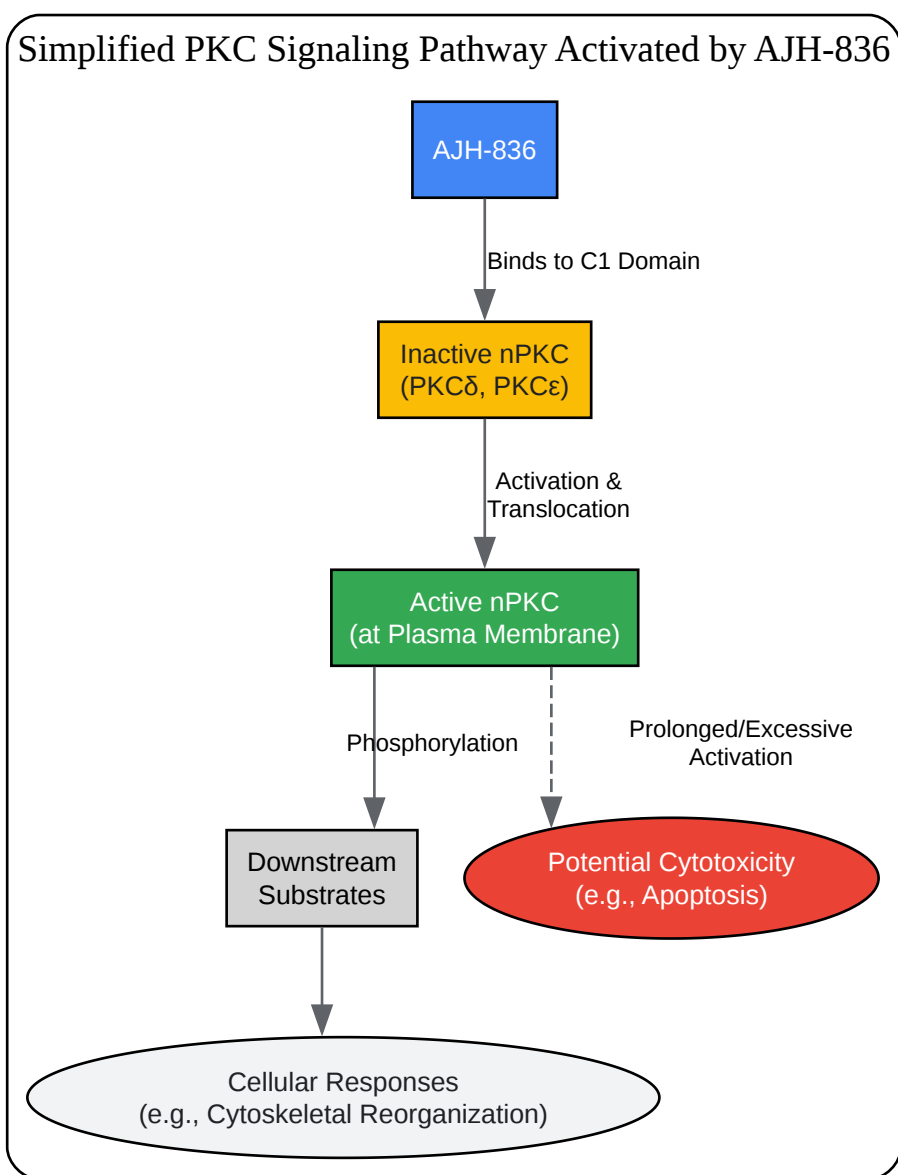 Simplified PKC Signaling Pathway Activated by AJH-836
AJH-836
Binds to C1 Domain
Inactive nPKC
(PKCδ, PKCε)
Activation &
Translocation
Active nPKC
(at Plasma Membrane)
Phosphorylation
Prolonged/Excessive
Activation
Downstream
Substrates
Potential Cytotoxicity
(e.g., Apoptosis)
Cellular Responses
(e.g., Cytoskeletal Reorganization)